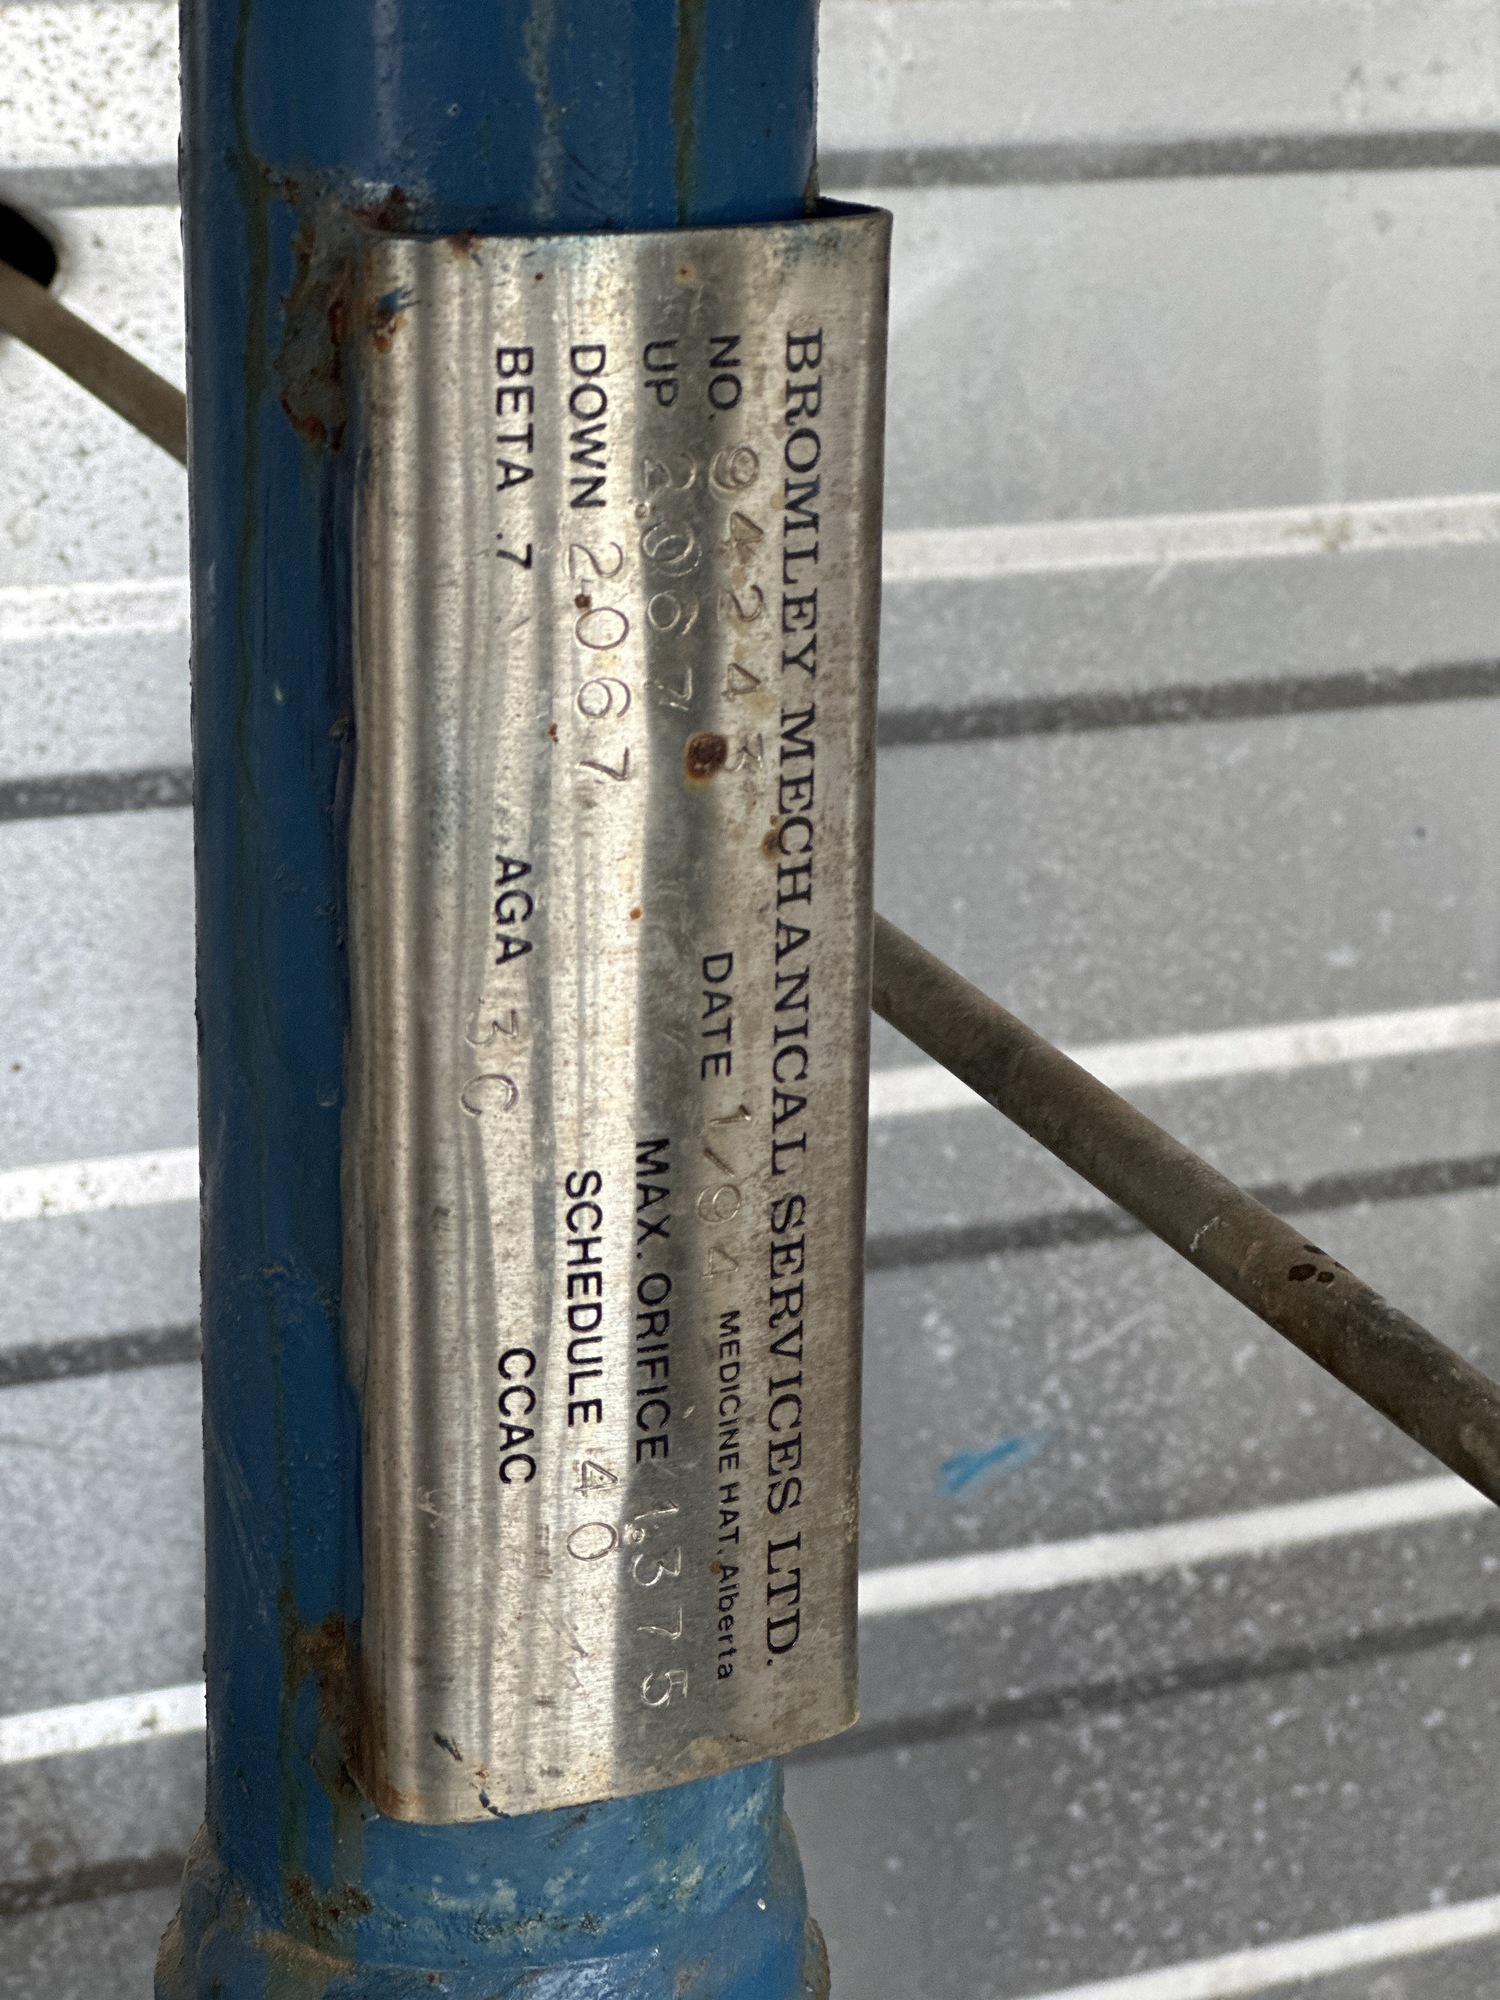 BROMLEY MECHANICAL SERVICES LTD.
NO. 94243 DATE 1/94 MEDICINE HAT, Alberta
UP 2.067 MAX. ORIFICE 1.375
DOWN 2.067 SCHEDULE 40
BETA .7 AGA 3C CCAC